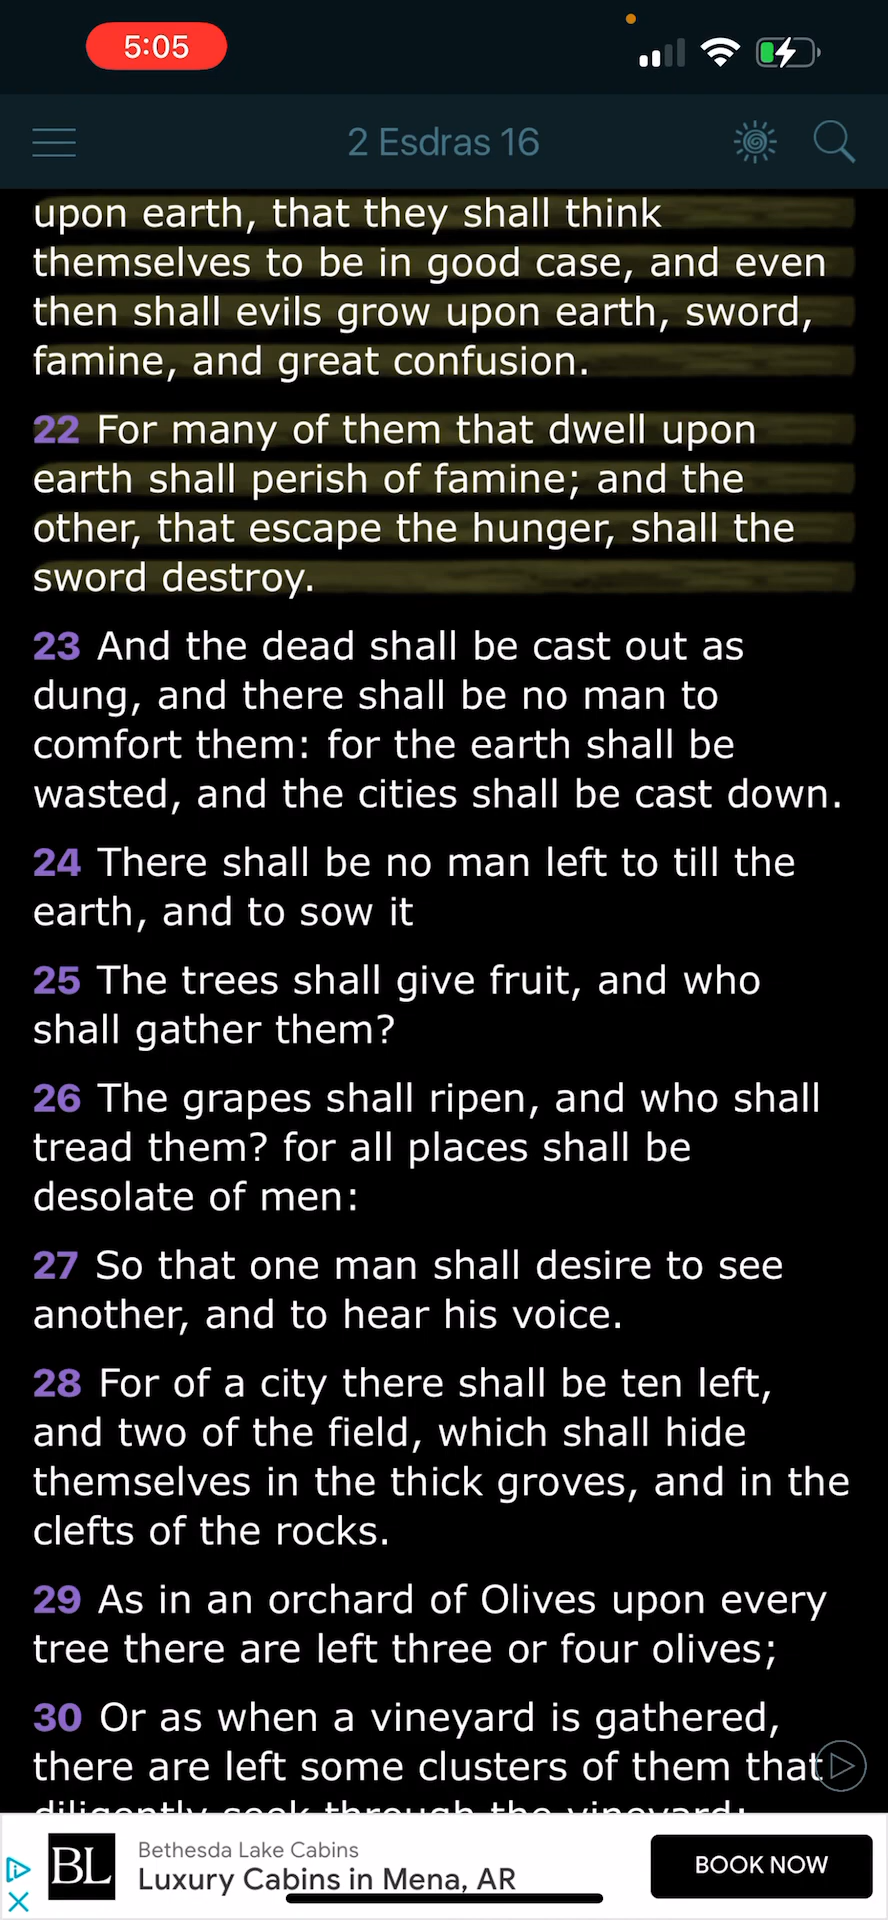 5:05
2 Esdras 16
upon earth, that they shall think
themselves to be in good case, and even
then shall evils grow upon earth, sword,
famine, and great confusion.
22 For many of them that dwell upon
earth shall perish of famine; and the
other, that escape the hunger, shall the
sword destroy.
23 And the dead shall be cast out as
dung, and there shall be no man to
comfort them: for the earth shall be
wasted, and the cities shall be cast down.
24 There shall be no man left to till the
earth, and to sow it
25 The trees shall give fruit, and who
shall gather them?
26 The grapes shall ripen, and who shall
tread them? for all places shall be
desolate of men:
27 So that one man shall desire to see
another, and to hear his voice.
28 For of a city there shall be ten left,
and two of the field, which shall hide
themselves in the thick groves, and in the
clefts of the rocks.
29 As in an orchard of Olives upon every
tree there are left three or four olives;
30 Or as when a vineyard is gathered,
there are left some clusters of them that
diligently seek through the vineyard:
BL
Bethesda Lake Cabins
Luxury Cabins in Mena, AR
BOOK NOW